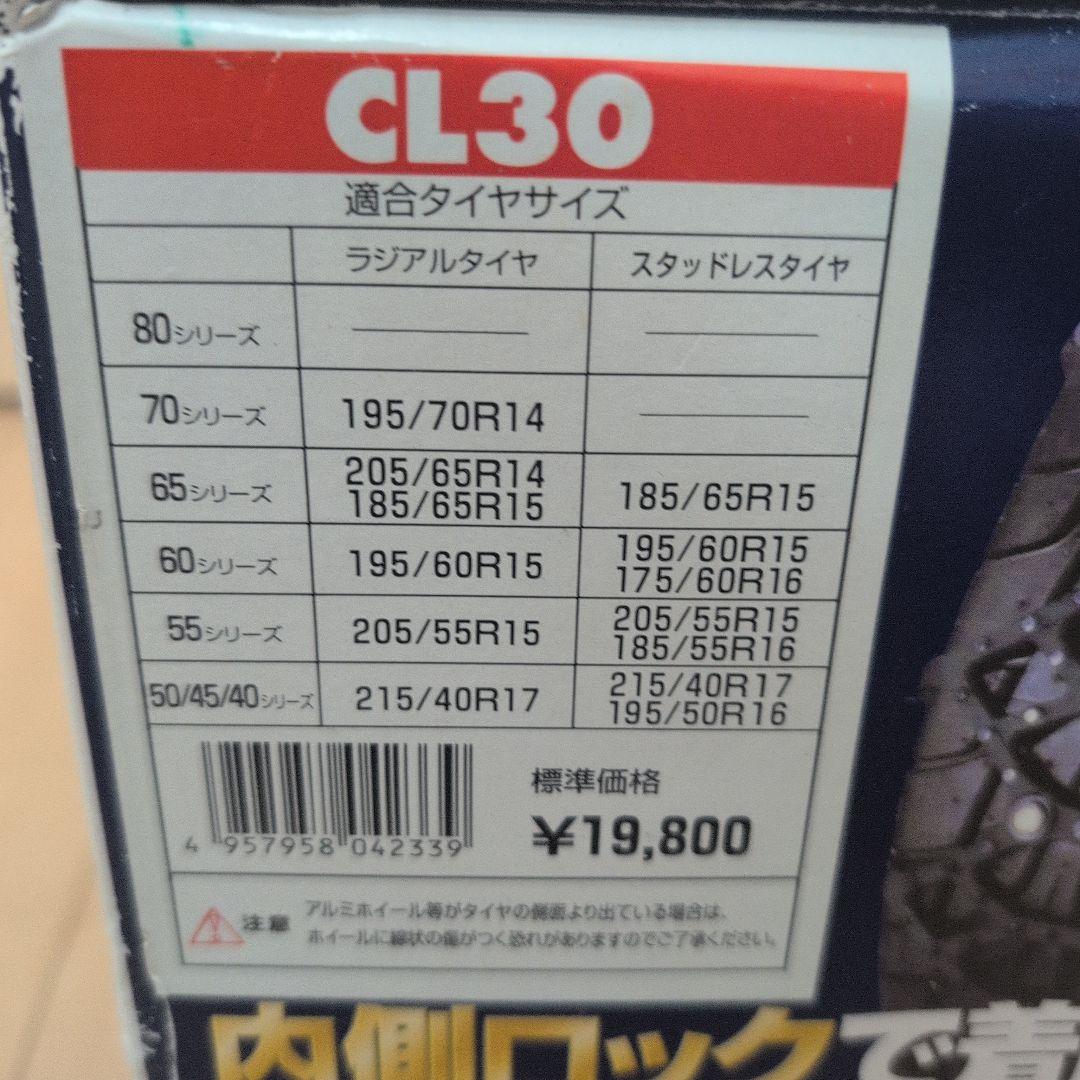 CL30
適合タイヤサイズ
ラジアルタイヤ スタッドレスタイヤ
80シリーズ
70シリーズ 195/70R14
65シリーズ 205/65R14 185/65R15 185/65R15
60シリーズ 195/60R15 195/60R15 175/60R16
55シリーズ 205/55R15 205/55R15 185/55R16
50/45/40シリーズ 215/40R17 215/40R17 195/50R16
標準価格
¥19,800
4 957958 042339
注意
アルミホイール等がタイヤの側面より出ている場合は、
ホイールに線状の傷がつく恐れがありますのでご了承ください。
内側ロックで着